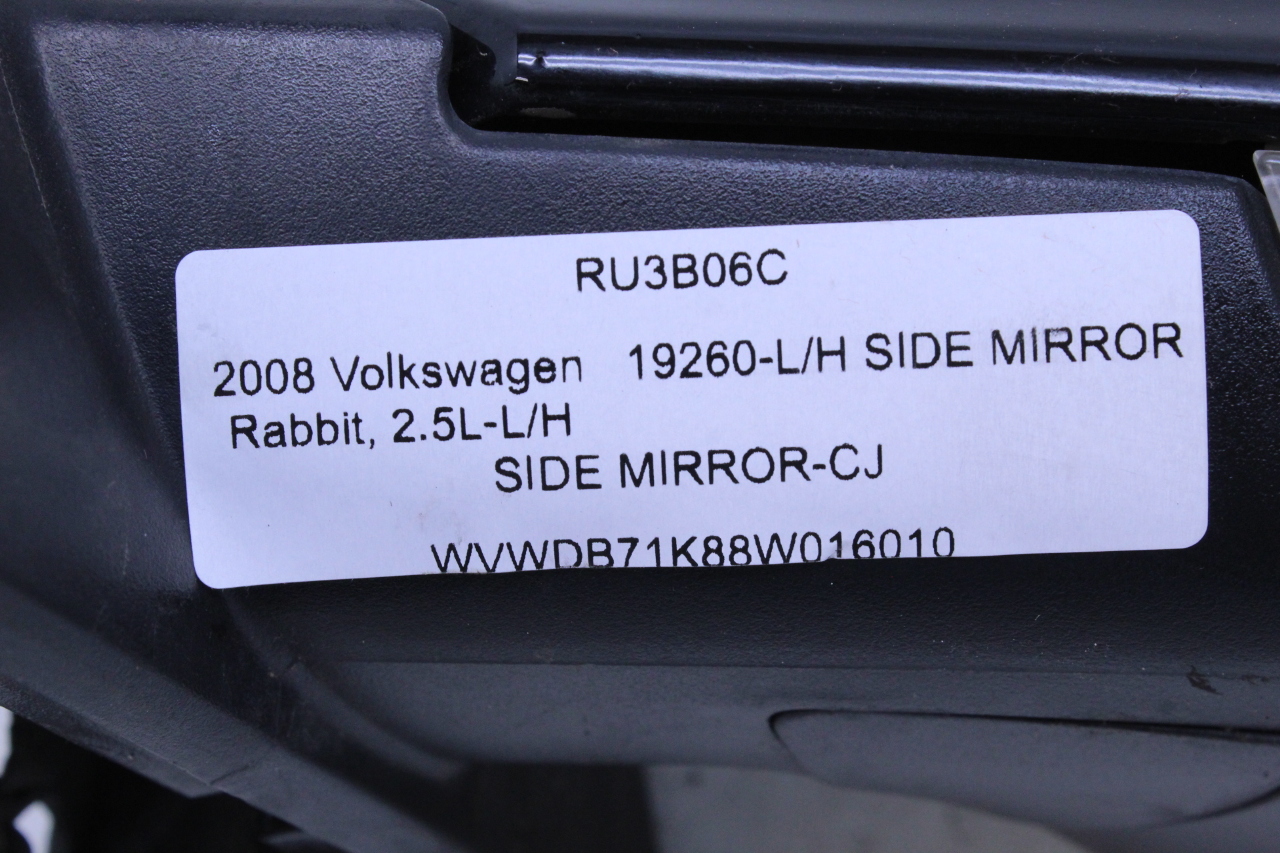 RU3B06C
2008 Volkswagen 19260-L/H SIDE MIRROR
Rabbit, 2.5L-L/H
SIDE MIRROR-CJ
WVWDB71K88W016010